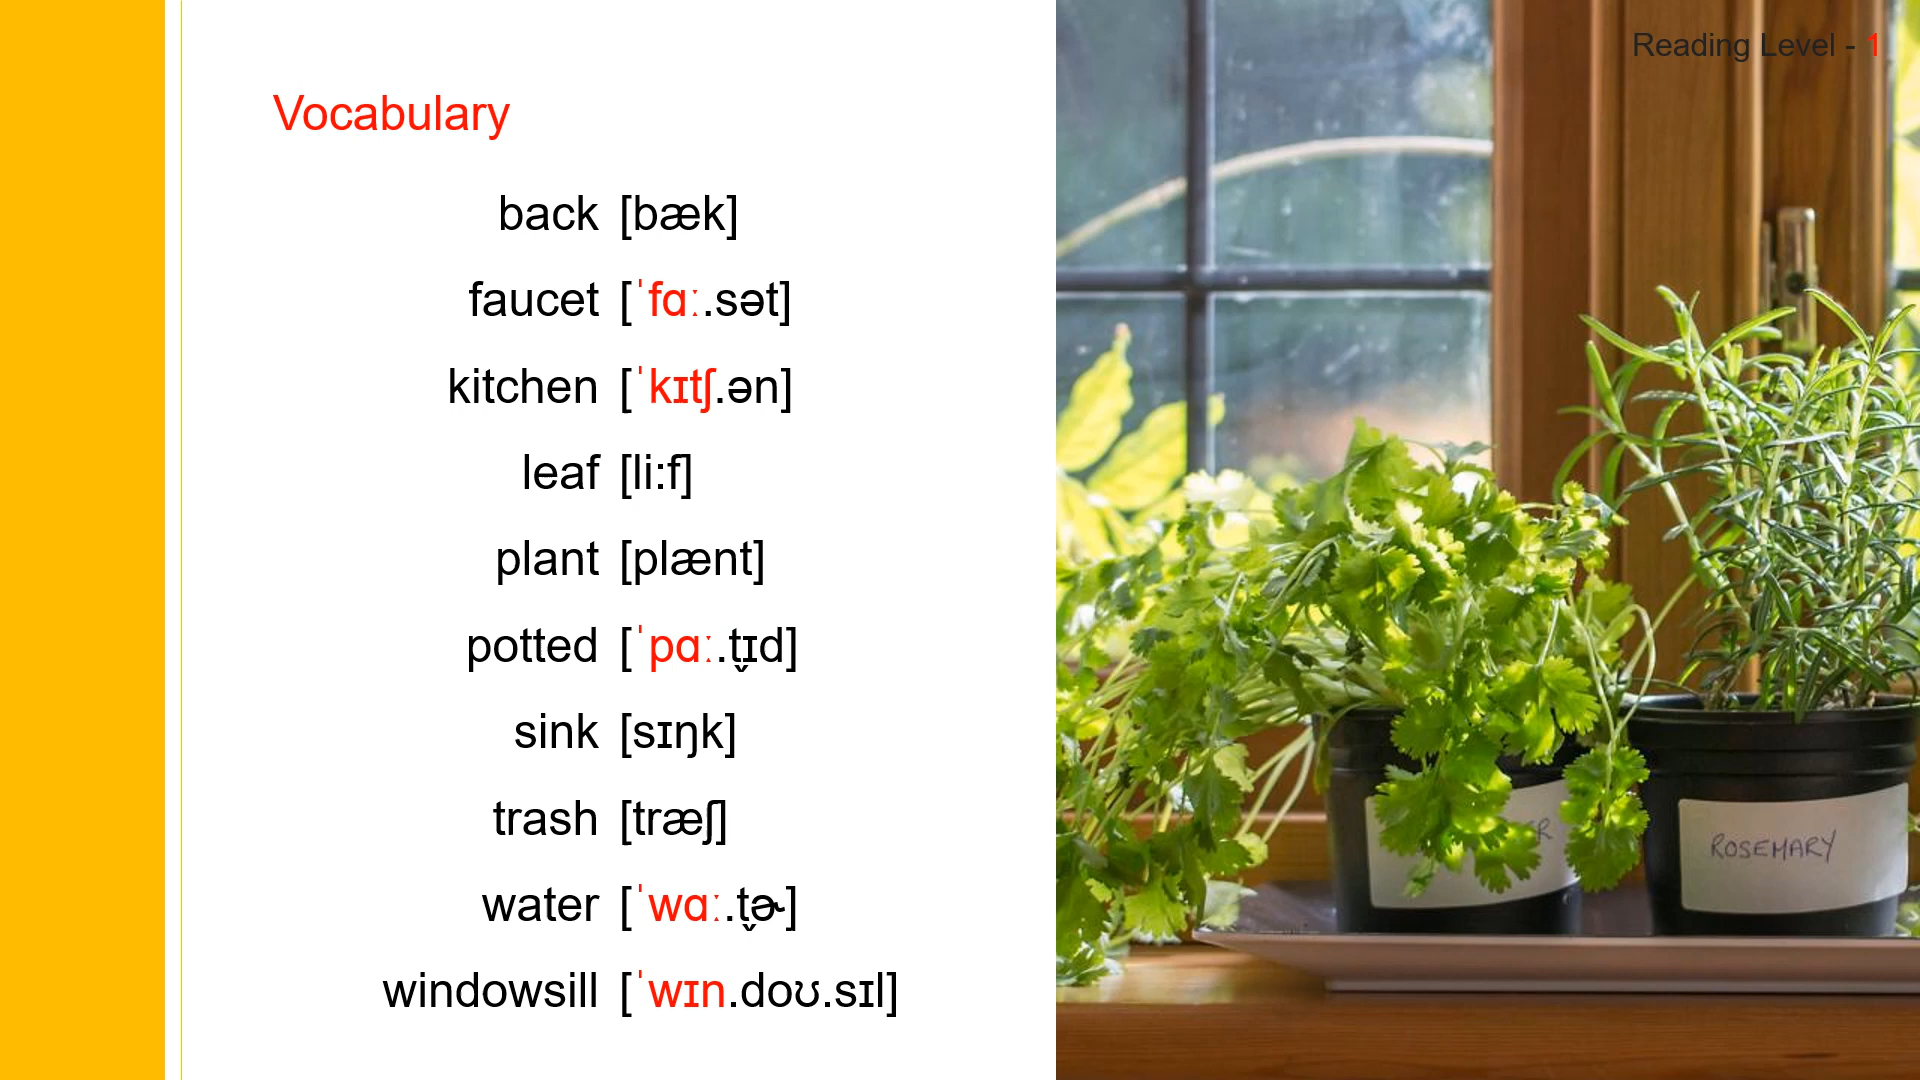 Reading Level - 1
Vocabulary
back [bæk]
faucet [ˈfɑː.sət]
kitchen [ˈkɪtʃ.ən]
leaf [li:f]
plant [plænt]
potted [ˈpɑː.t̬ɪd]
sink [sɪŋk]
trash [træʃ]
water [ˈwɑː.t̬ɚ]
windowsill [ˈwɪn.doʊ.sɪl]
ROSEMARY